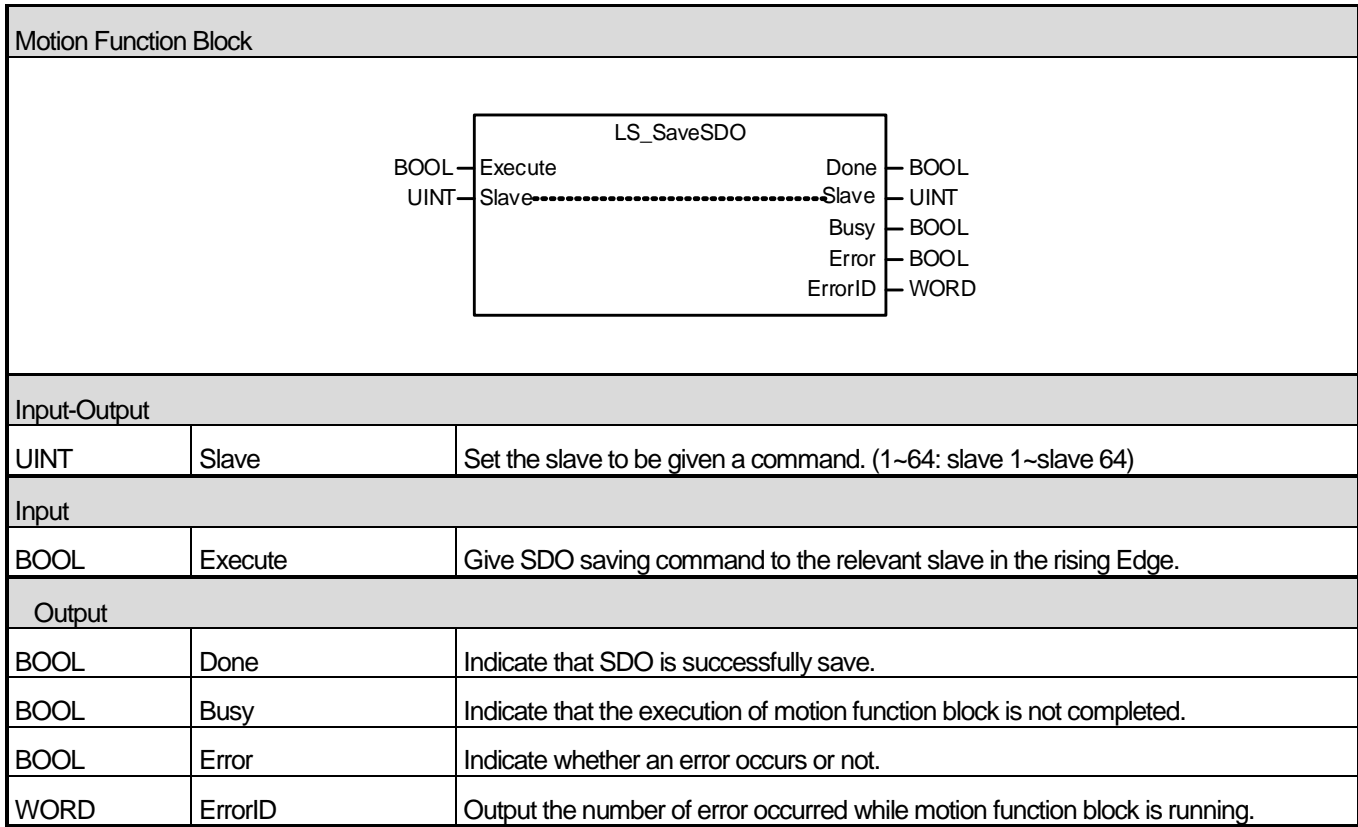 Motion Function Block
LS_SaveSDO
BOOL Execute Done BOOL
UINT Slave Slave UINT
Busy BOOL
Error BOOL
ErrorID WORD
Input-Output
UINT Slave Set the slave to be given a command. (1~64: slave 1~slave 64)
Input
BOOL Execute Give SDO saving command to the relevant slave in the rising Edge.
Output
BOOL Done Indicate that SDO is successfully save.
BOOL Busy Indicate that the execution of motion function block is not completed.
BOOL Error Indicate whether an error occurs or not.
WORD ErrorID Output the number of error occurred while motion function block is running.